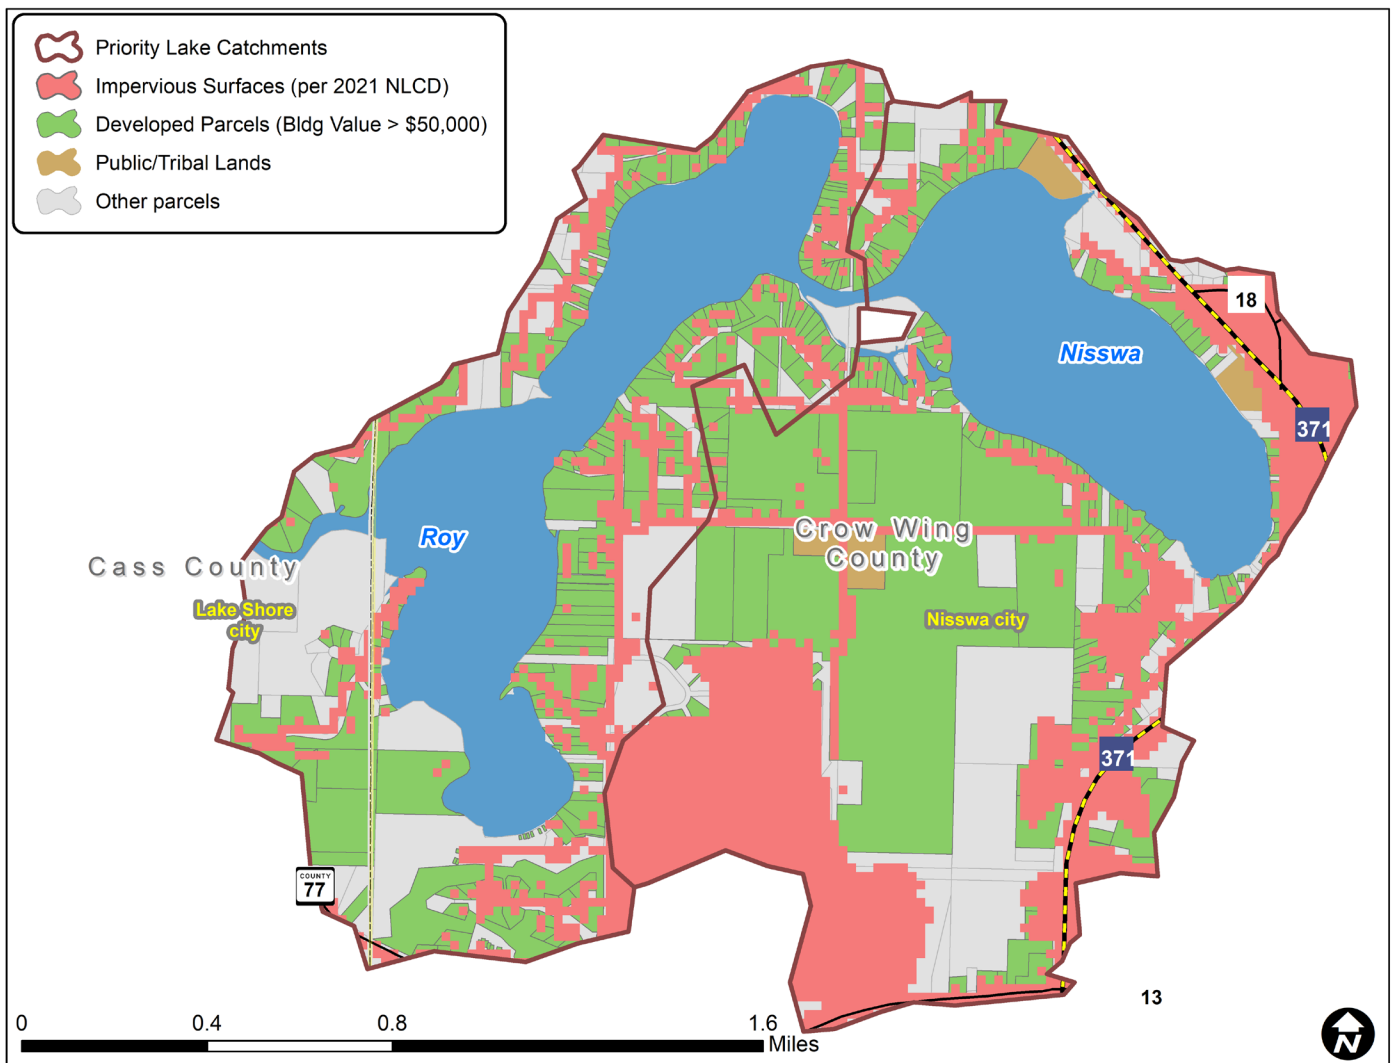 Priority Lake Catchments
Impervious Surfaces (per 2021 NLCD)
Developed Parcels (Bldg Value > $50,000)
Public/Tribal Lands
Other parcels
18
Nisswa
371
Roy
Crow Wing
County
Cass County
Lake Shore
city
Nisswa city
371
COUNTY
77
13
0 0.4 0.8 1.6
Miles
N